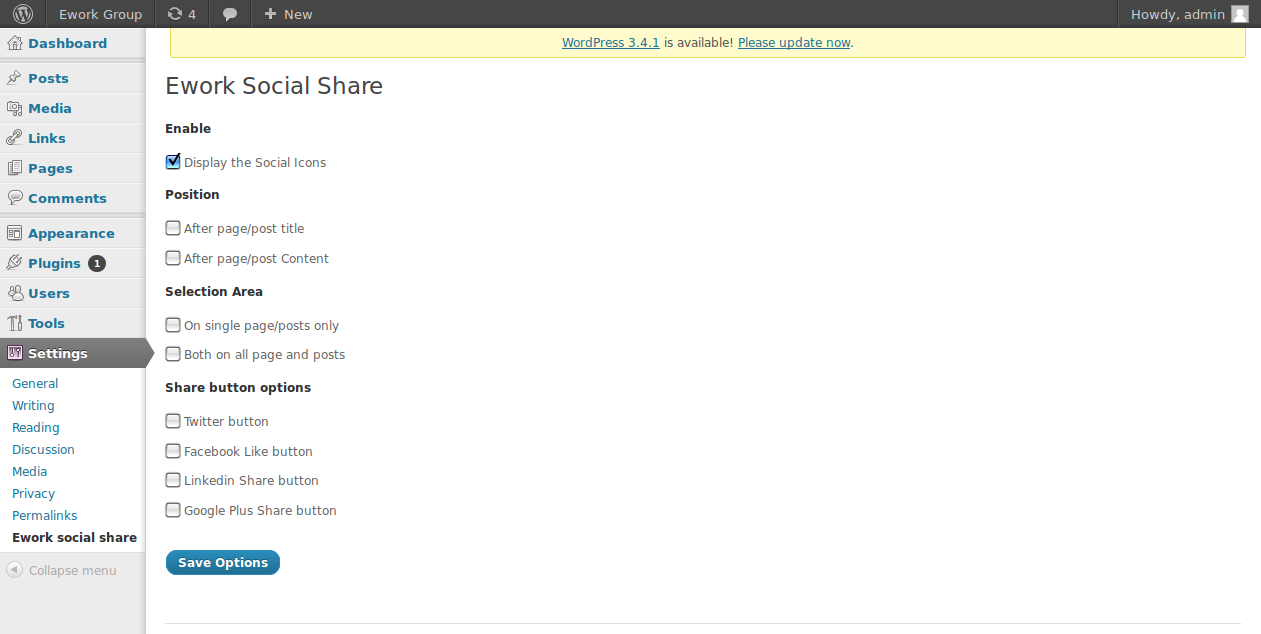 Ework Group 4 New Howdy, admin
Dashboard
Posts
Media
Links
Pages
Comments
Appearance
Plugins 1
Users
Tools
Settings
General
Writing
Reading
Discussion
Media
Privacy
Permalinks
Ework social share
Collapse menu
WordPress 3.4.1 is available! Please update now.
Ework Social Share
Enable
Display the Social Icons
Position
After page/post title
After page/post Content
Selection Area
On single page/posts only
Both on all page and posts
Share button options
Twitter button
Facebook Like button
Linkedin Share button
Google Plus Share button
Save Options